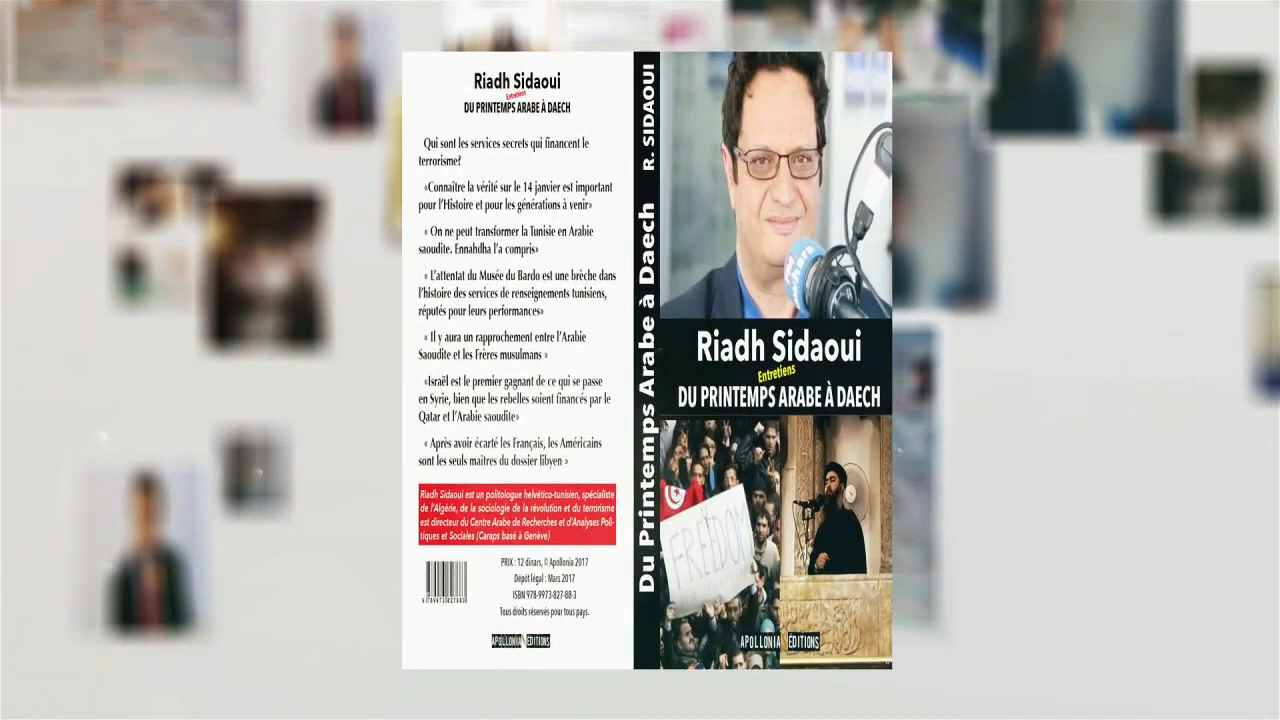 Riadh Sidaoui
Entretiens
DU PRINTEMPS ARABE À DAECH
Qui sont les services secrets qui financent le
terrorisme?
«Connaître la vérité sur le 14 janvier est important
pour l'Histoire et pour les générations à venir»
« On ne peut transformer la Tunisie en Arabie
saoudite. Ennahdha l'a compris»
« L'attentat du Musée du Bardo est une brèche dans
l'histoire des services de renseignements tunisiens,
réputés pour leurs performances»
« Il y aura un rapprochement entre l'Arabie
Saoudite et les Frères musulmans »
«Israël est le premier gagnant de ce qui se passe
en Syrie, bien que les rebelles soient financés par le
Qatar et l'Arabie saoudite»
« Après avoir écarté les Français, les Américains
sont les seuls maitres du dossier libyen »
Riadh Sidaoui est un politologue helvético-tunisien, spécialiste
de l'Algérie, de la sociologie de la révolution et du terrorisme
est directeur du Centre Arabe de Recherches et d'Analyses Poli-
tiques et Sociales (Caraps basé à Genève)
PRIX : 12 dinars, © Apollonia 2017
Dépôt légal : Mars 2017
ISBN 978-9973-827-88-3
Tous droits réservés pour tous pays.
APOLLONIA ÉDITIONS
Du Printemps Arabe à Daech R. SIDAOUI
Riadh Sidaoui
Entretiens
DU PRINTEMPS ARABE À DAECH
FREEDOM
APOLLONIA ÉDITIONS